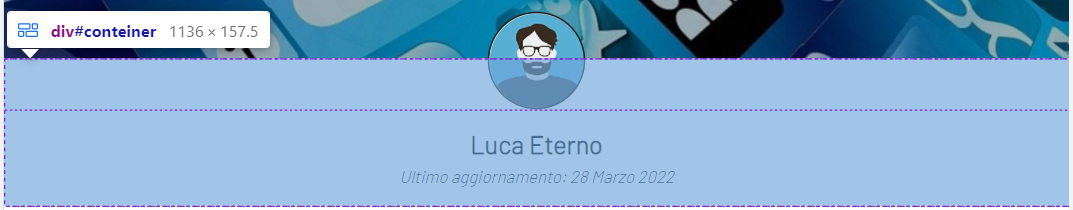 div#conteiner 1136 × 157.5
Luca Eterno
Ultimo aggiornamento: 28 Marzo 2022